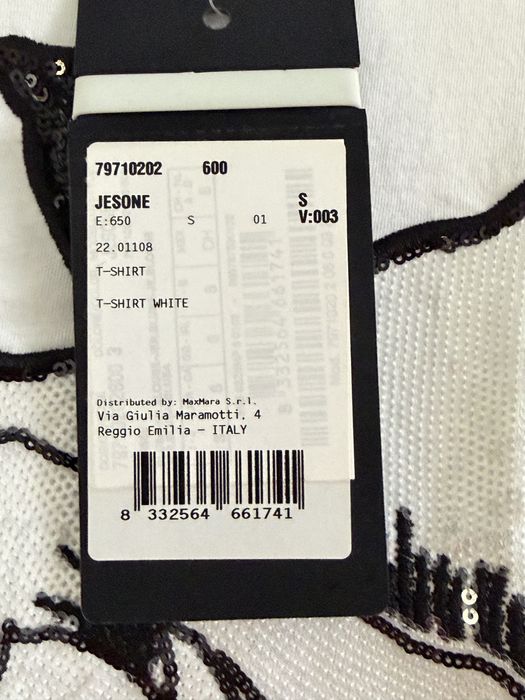 79710202 600
JESONE S
E:650 S 01 V:003
22.01108
T-SHIRT
T-SHIRT WHITE
Distributed by: MaxMara S.r.l.
Via Giulia Maramotti, 4
Reggio Emilia - ITALY
8 332564 661741